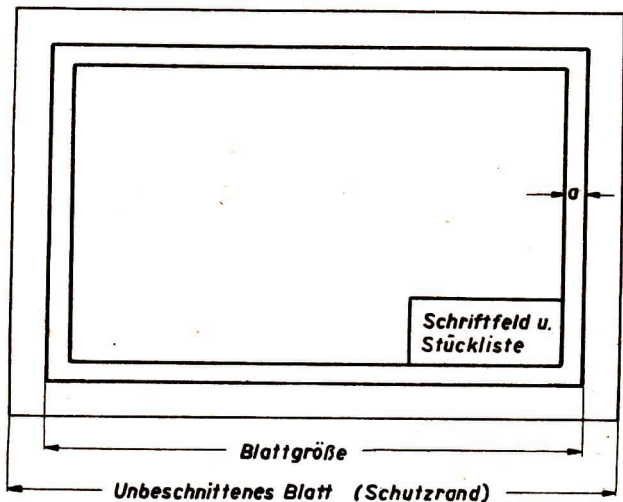 a
Schriftfeld u.
Stückliste
Blattgröße
Unbeschnittenes Blatt (Schutzrand)